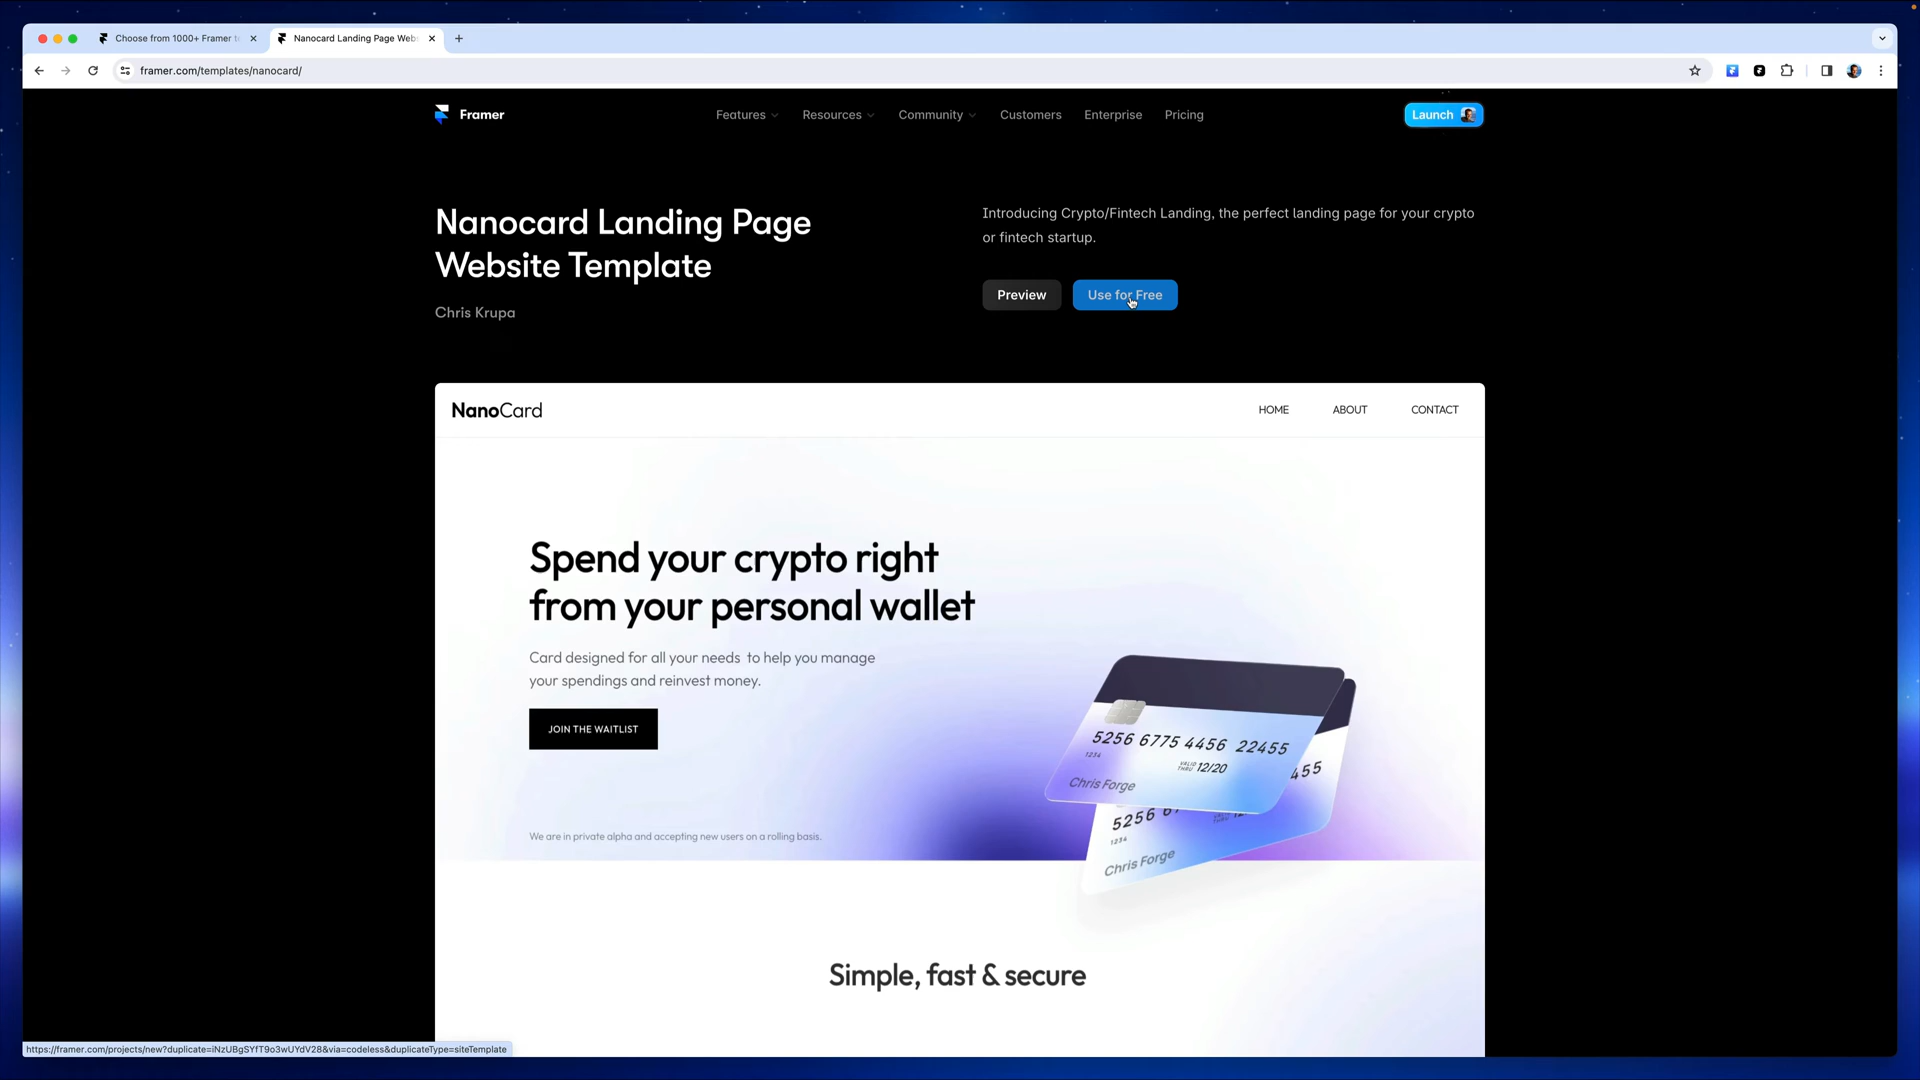 Choose from 1000+ Framer t
Nanocard Landing Page Web
framer.com/templates/nanocard/
Framer
Features
Resources
Community
Customers
Enterprise
Pricing
Launch
Nanocard Landing Page
Website Template
Chris Krupa
Introducing Crypto/Fintech Landing, the perfect landing page for your crypto
or fintech startup.
Preview
Use for Free
NanoCard
HOME
ABOUT
CONTACT
Spend your crypto right
from your personal wallet
Card designed for all your needs to help you manage
your spendings and reinvest money.
JOIN THE WAITLIST
We are in private alpha and accepting new users on a rolling basis.
5256 6775 4456 22455
1234
VALID
THRU 12/20
Chris Forge
455
5256 6
1234
Chris Forge
Simple, fast & secure
https://framer.com/projects/new?duplicate=iNzUBgSYfT9o3wUYdV28&via=codeless&duplicateType=siteTemplate